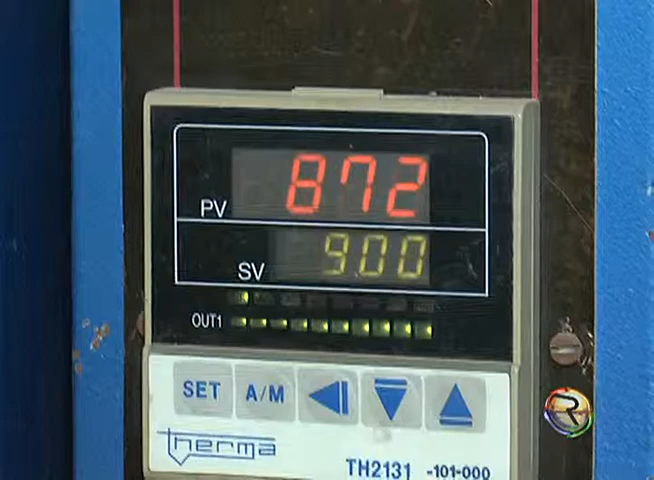 872
PV
900
SV
OUT1
SET A/M
therma
TH2131 -101-000
R